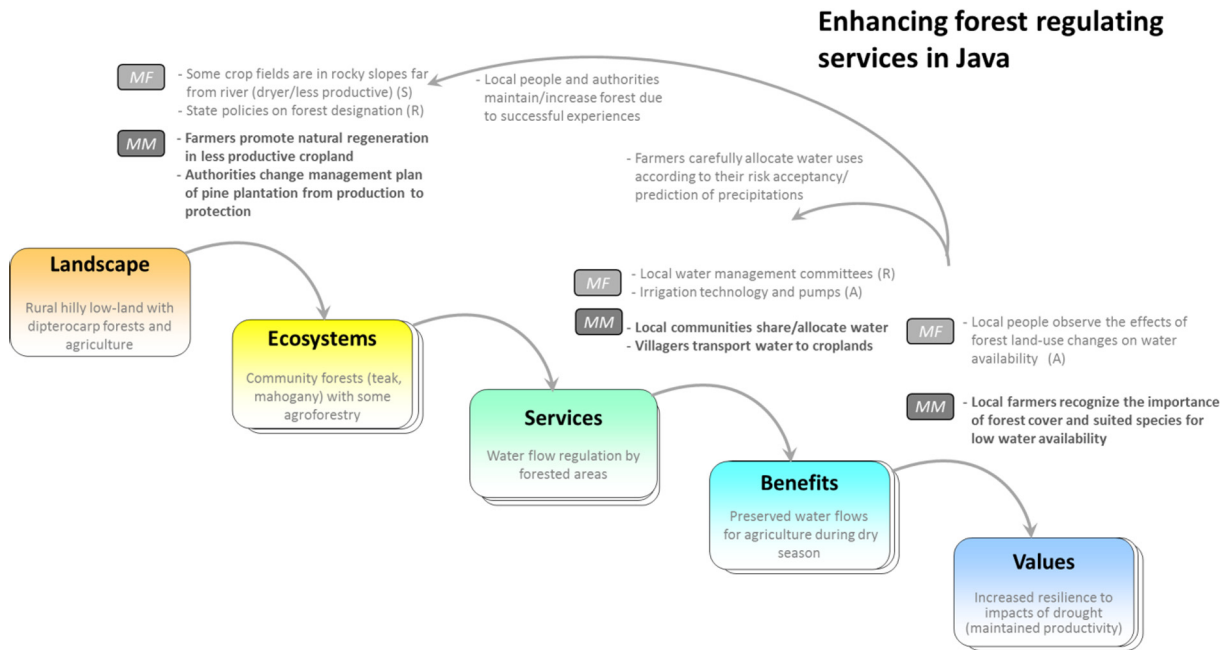 Enhancing forest regulating
services in Java
MF
- Some crop fields are in rocky slopes far
from river (dryer/less productive) (S)
- State policies on forest designation (R)
MM
- Farmers promote natural regeneration
in less productive cropland
- Authorities change management plan
of pine plantation from production to
protection
- Local people and authorities
maintain/increase forest due
to successful experiences
- Farmers carefully allocate water uses
according to their risk acceptancy/
prediction of precipitations
Landscape
Rural hilly low-land with
dipterocarp forests and
agriculture
Ecosystems
Community forests (teak,
mahogany) with some
agroforestry
MF
- Local water management committees (R)
- Irrigation technology and pumps (A)
MM
- Local communities share/allocate water
- Villagers transport water to croplands
Services
Water flow regulation by
forested areas
MF
- Local people observe the effects of
forest land-use changes on water
availability (A)
MM
- Local farmers recognize the importance
of forest cover and suited species for
low water availability
Benefits
Preserved water flows
for agriculture during dry
season
Values
Increased resilience to
impacts of drought
(maintained productivity)